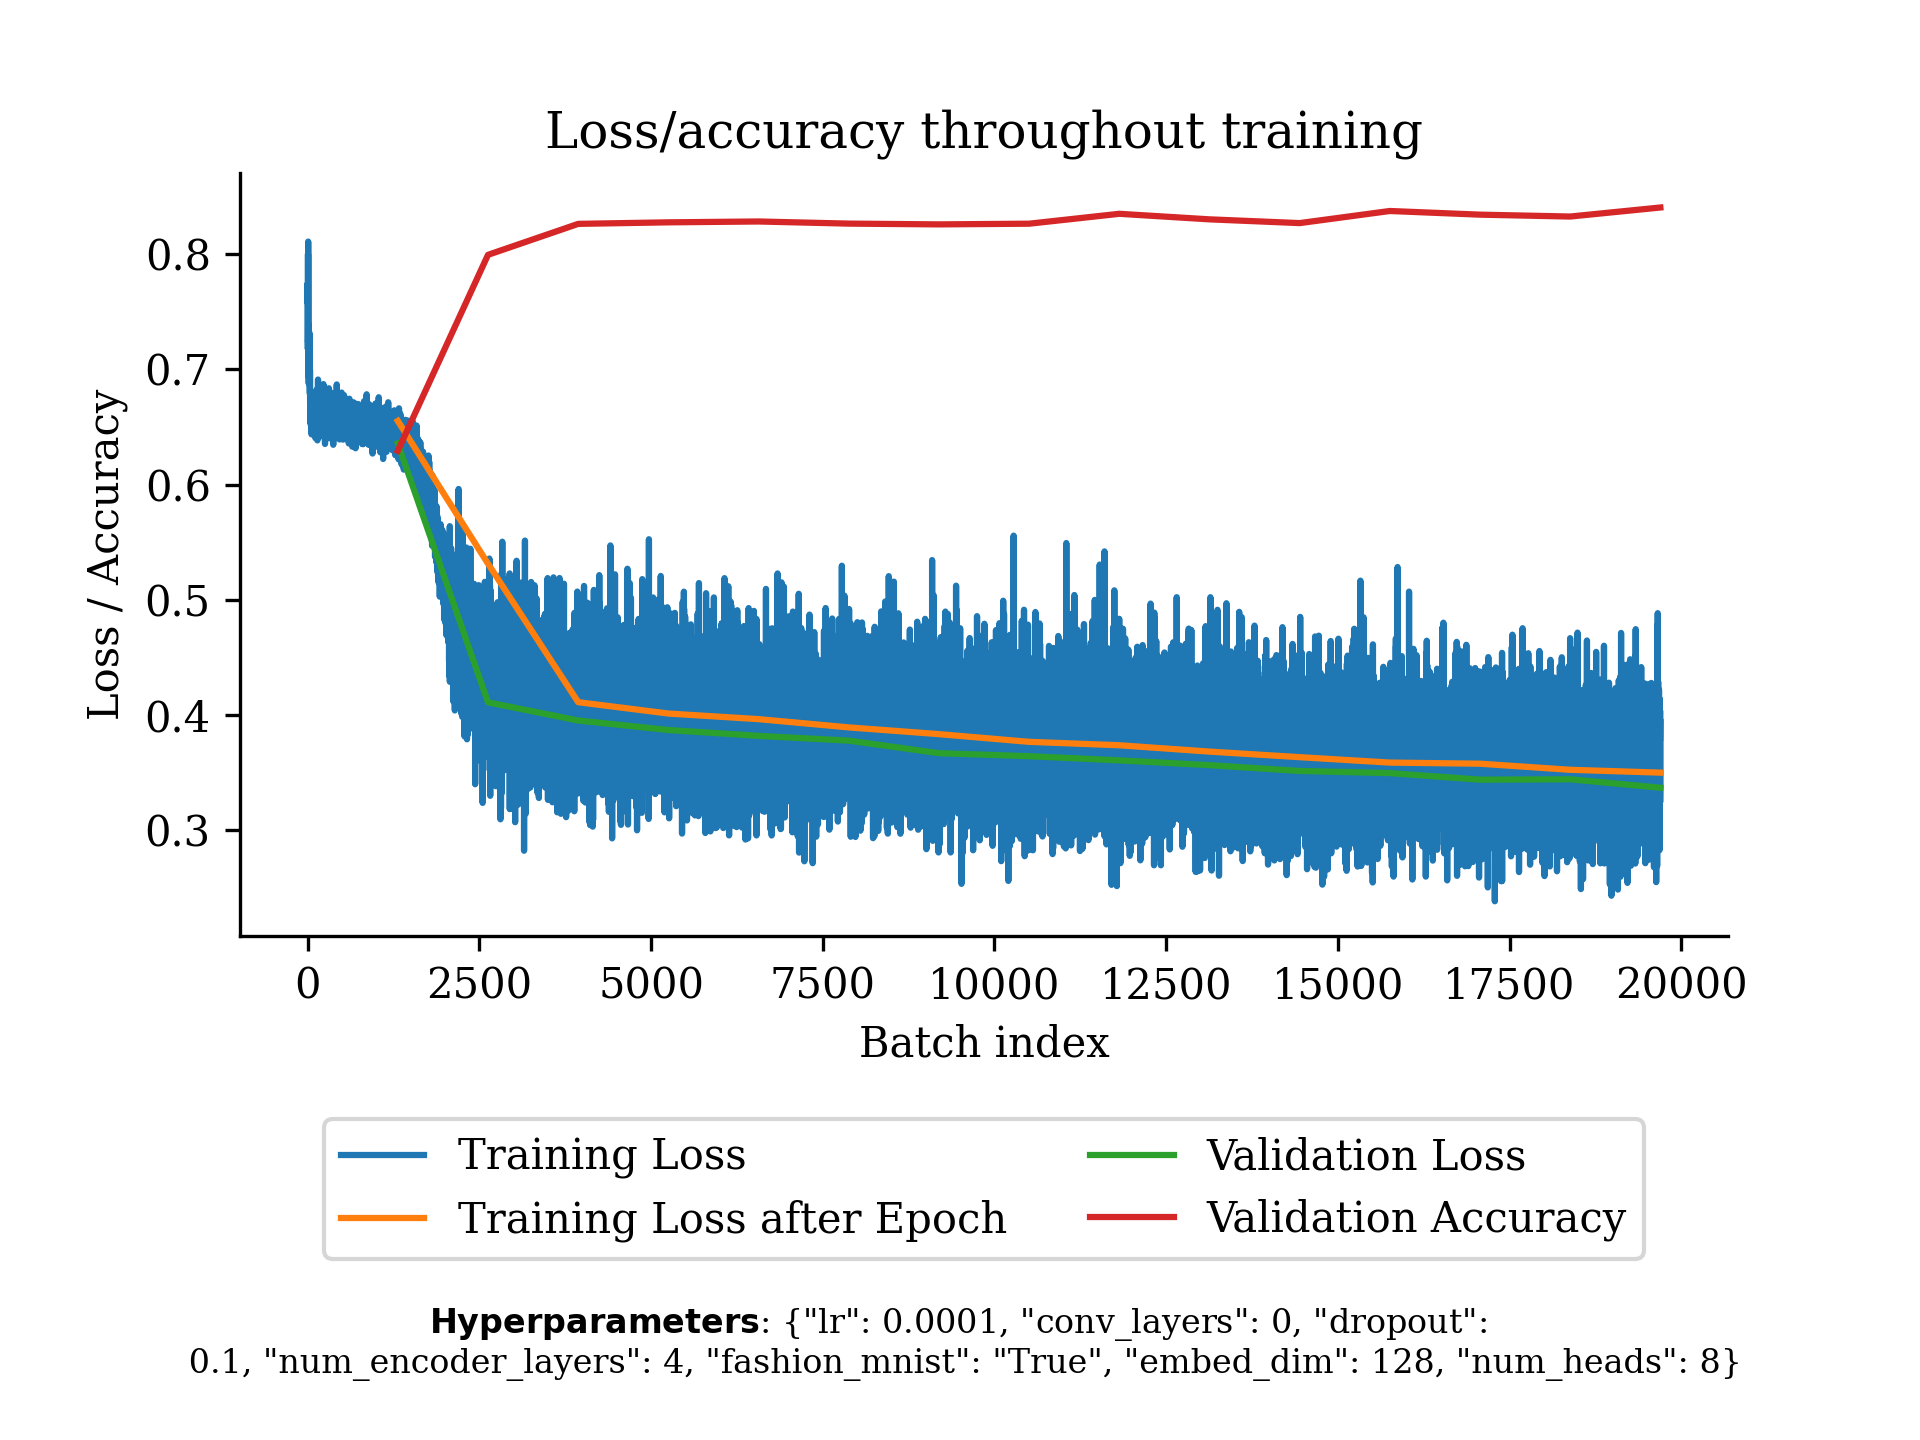 Loss/accuracy throughout training
Loss / Accuracy
0.8
0.7
0.6
0.5
0.4
0.3
0 2500 5000 7500 10000 12500 15000 17500 20000
Batch index
Training Loss
Training Loss after Epoch
Validation Loss
Validation Accuracy
Hyperparameters: {"lr": 0.0001, "conv_layers": 0, "dropout":
0.1, "num_encoder_layers": 4, "fashion_mnist": "True", "embed_dim": 128, "num_heads": 8}